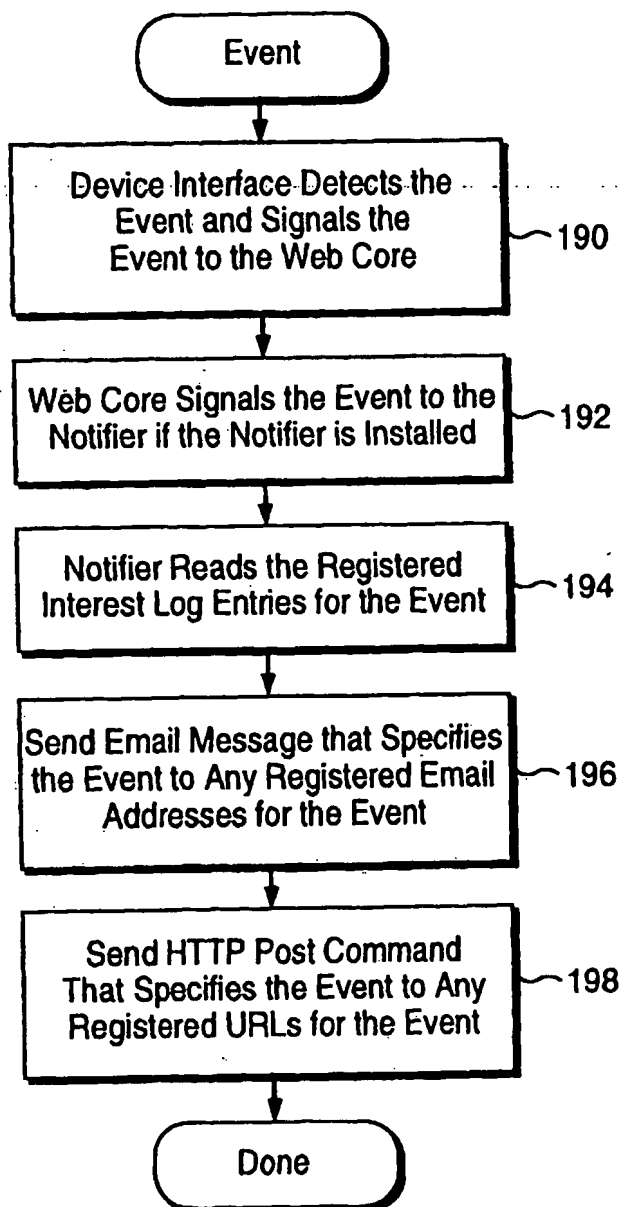 Event
Device Interface Detects the
Event and Signals the
Event to the Web Core
190
Web Core Signals the Event to the
Notifier if the Notifier is Installed
192
Notifier Reads the Registered
Interest Log Entries for the Event
194
Send Email Message that Specifies
the Event to Any Registered Email
Addresses for the Event
196
Send HTTP Post Command
That Specifies the Event to Any
Registered URLs for the Event
198
Done